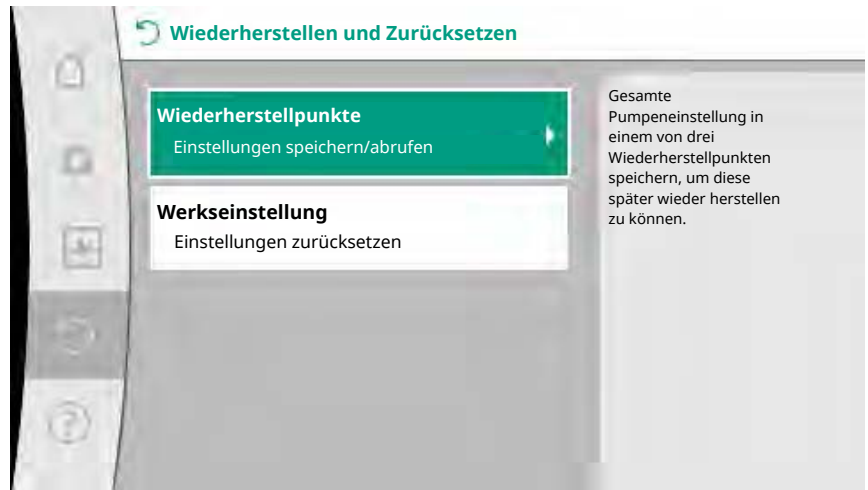 Wiederherstellen und Zurücksetzen
Wiederherstellpunkte
Einstellungen speichern/abrufen
Werkseinstellung
Einstellungen zurücksetzen
Gesamte
Pumpeneinstellung in
einem von drei
Wiederherstellpunkten
speichern, um diese
später wieder herstellen
zu können.